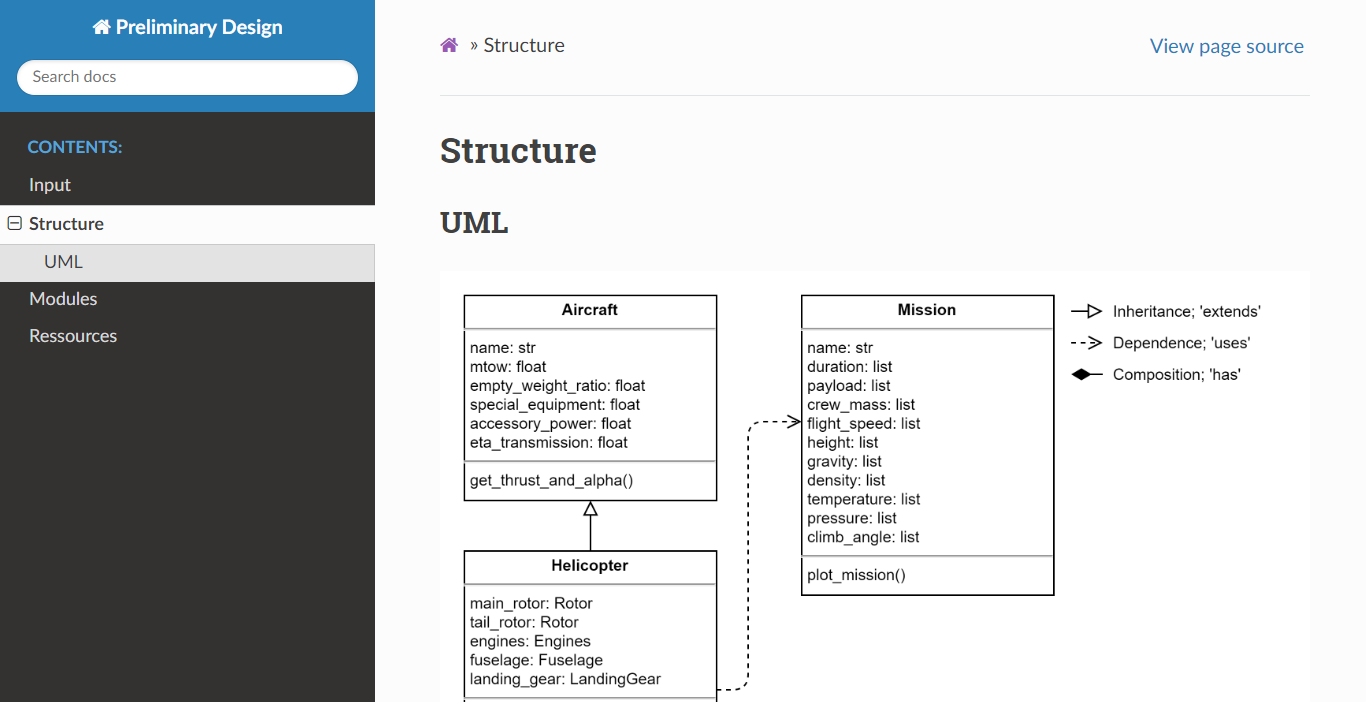 Preliminary Design
Search docs
CONTENTS:
Input
Structure
UML
Modules
Ressources
» Structure
View page source
Structure
UML
Aircraft
name: str
mtow: float
empty_weight_ratio: float
special_equipment: float
accessory_power: float
eta_transmission: float
get_thrust_and_alpha()
Helicopter
main_rotor: Rotor
tail_rotor: Rotor
engines: Engines
fuselage: Fuselage
landing_gear: LandingGear
Mission
name: str
duration: list
payload: list
crew_mass: list
flight_speed: list
height: list
gravity: list
density: list
temperature: list
pressure: list
climb_angle: list
plot_mission()
Inheritance; 'extends'
Dependence; 'uses'
Composition; 'has'